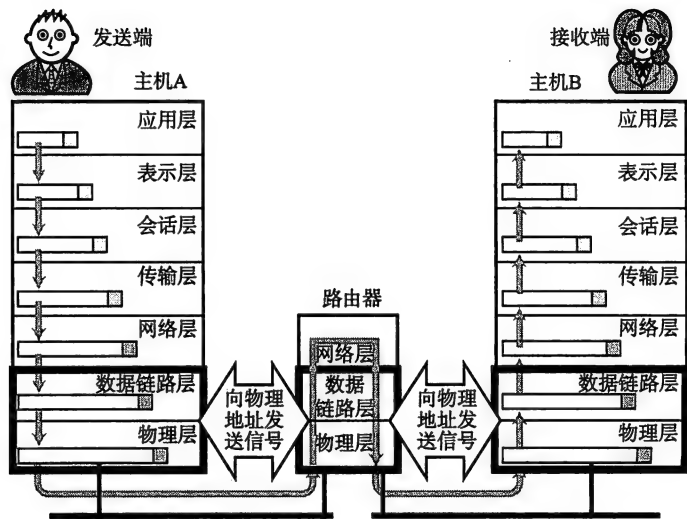 发送端
接收端
主机A
主机B
应用层
表示层
会话层
传输层
网络层
数据链路层
物理层
路由器
网络层
数据
链路层
物理层
向物理
地址发
送信号
向物理
地址发
送信号
应用层
表示层
会话层
传输层
网络层
数据链路层
物理层